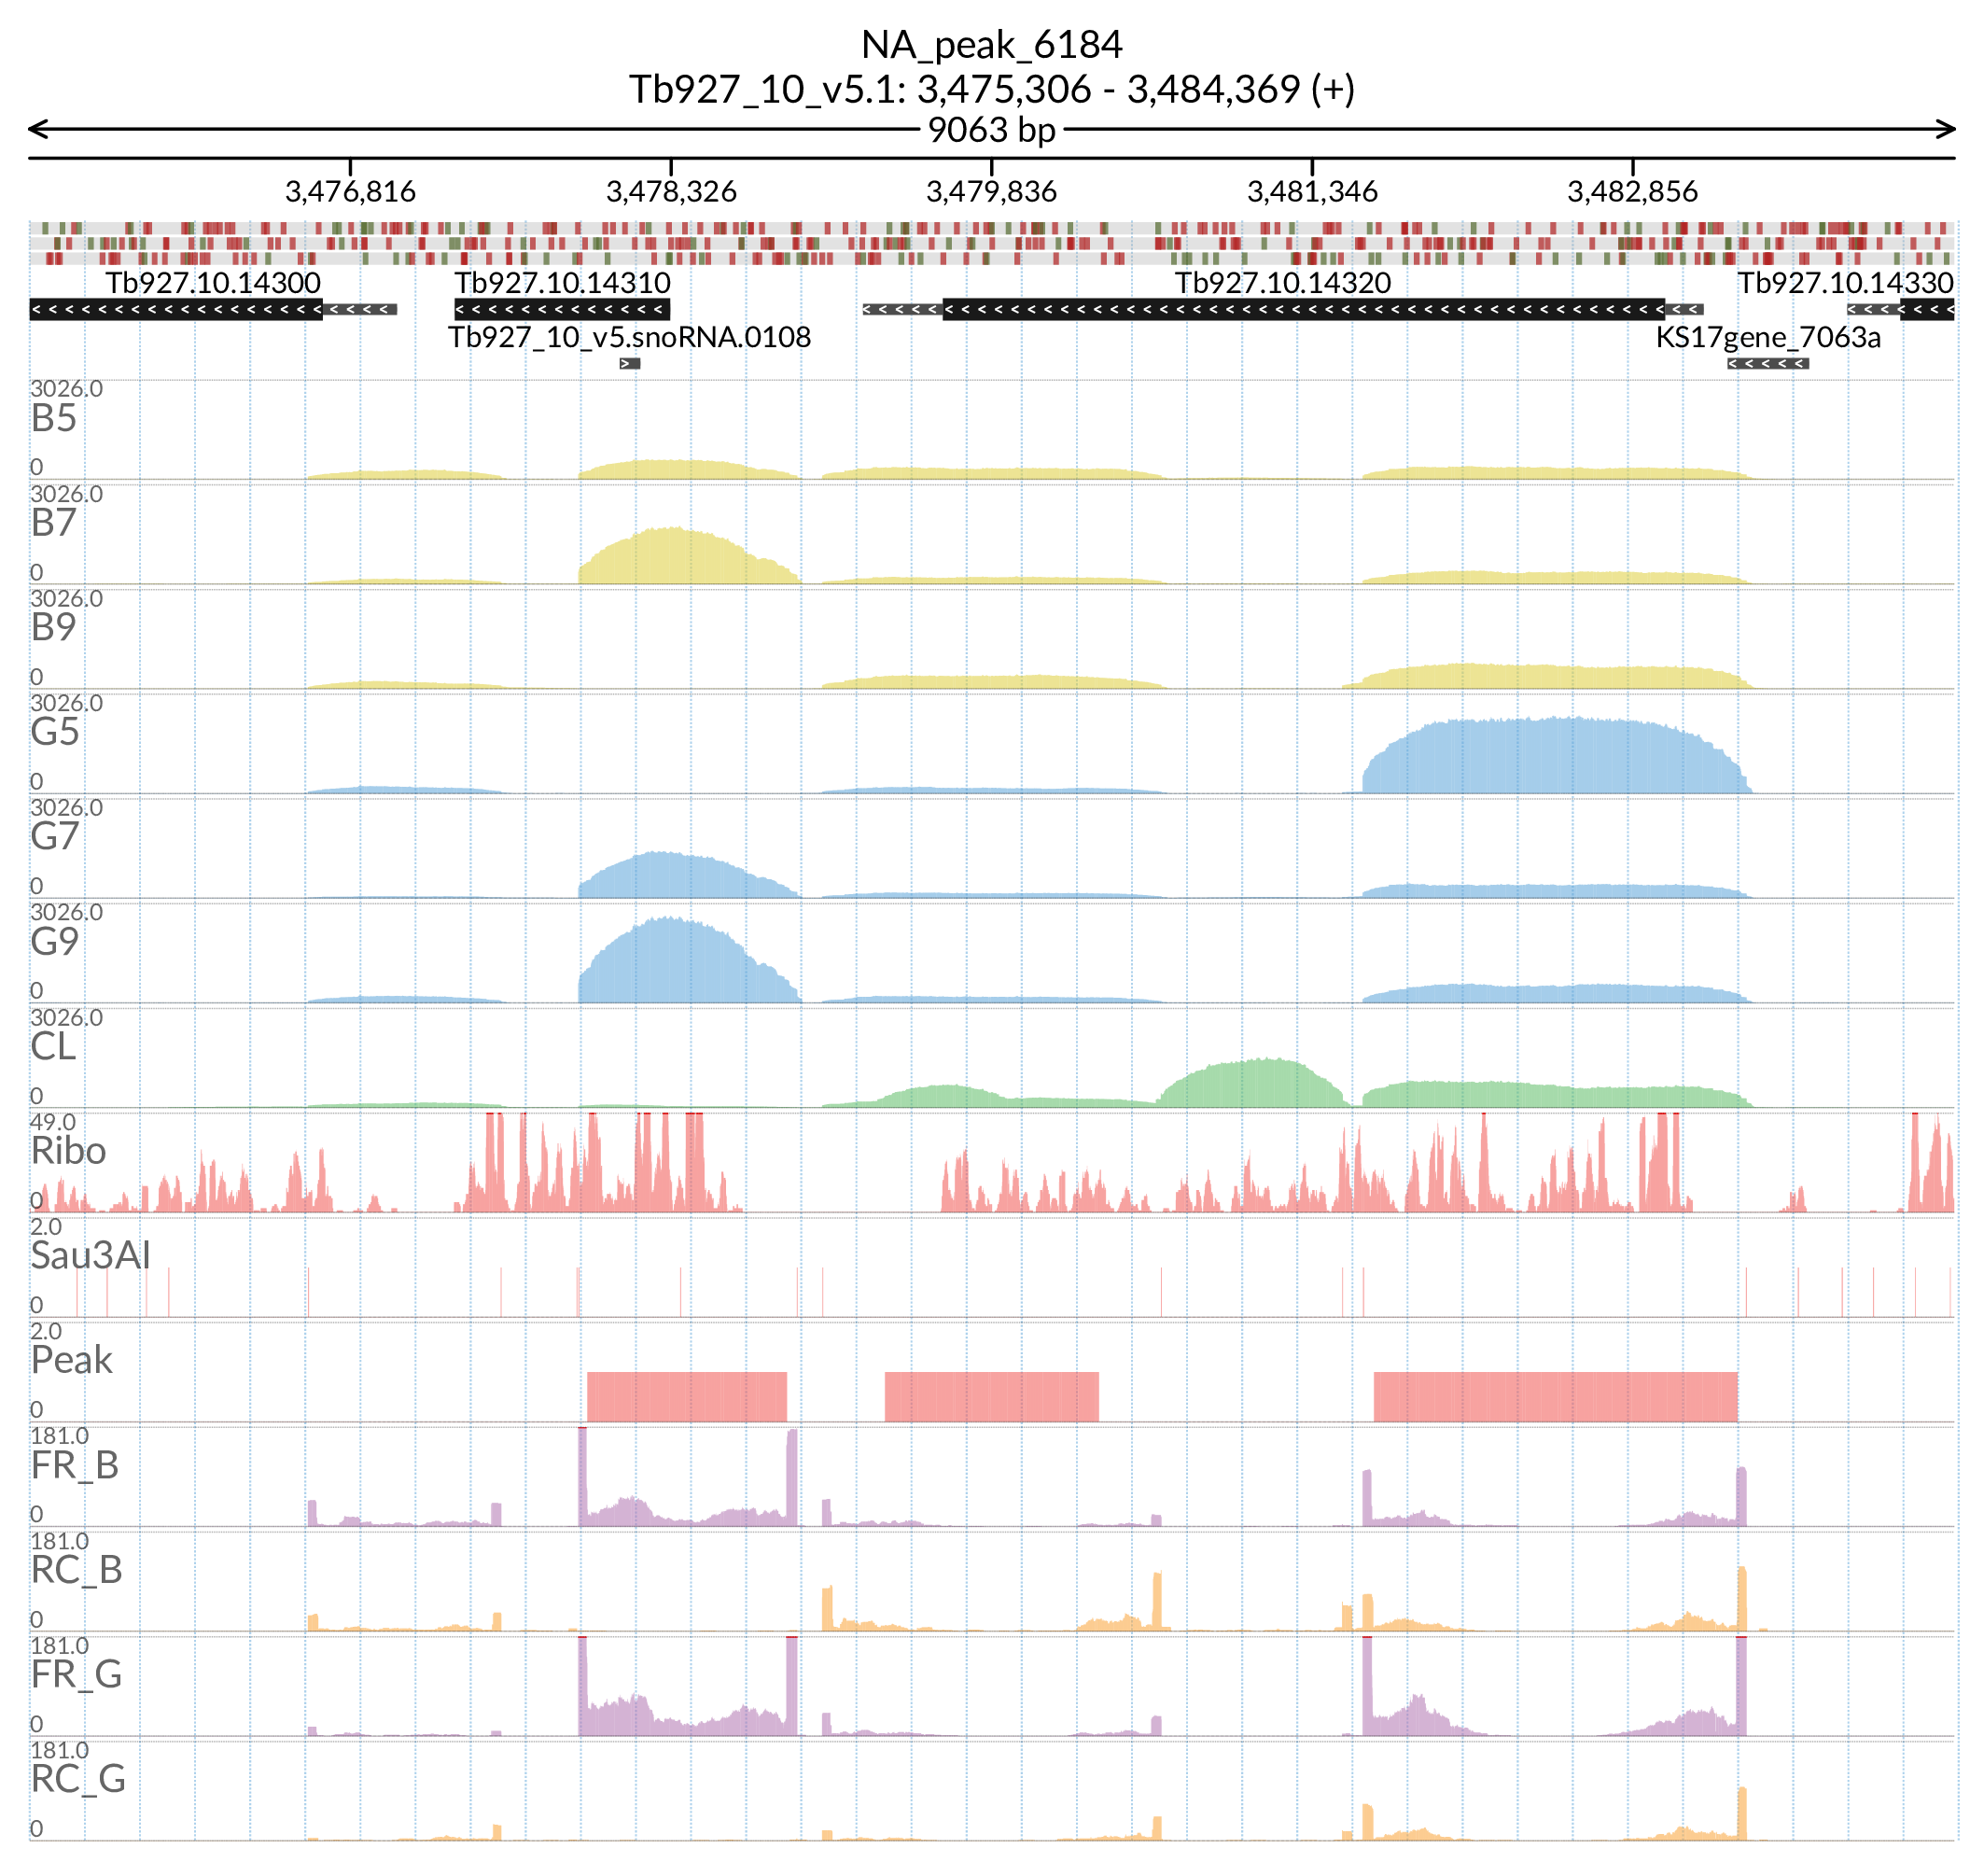 NA_peak_6184
Tb927_10_v5.1: 3,475,306 - 3,484,369 (+)
9063 bp
3,476,816 3,478,326 3,479,836 3,481,346 3,482,856
Tb927.10.14300 Tb927.10.14310 Tb927.10.14320 Tb927.10.14330
Tb927_10_v5.snoRNA.0108 KS17gene_7063a
3026.0
B5
0
3026.0
B7
0
3026.0
B9
0
3026.0
G5
0
3026.0
G7
0
3026.0
G9
0
3026.0
CL
0
49.0
Ribo
0
2.0
Sau3AI
0
2.0
Peak
0
181.0
FR_B
0
181.0
RC_B
0
181.0
FR_G
0
181.0
RC_G
0